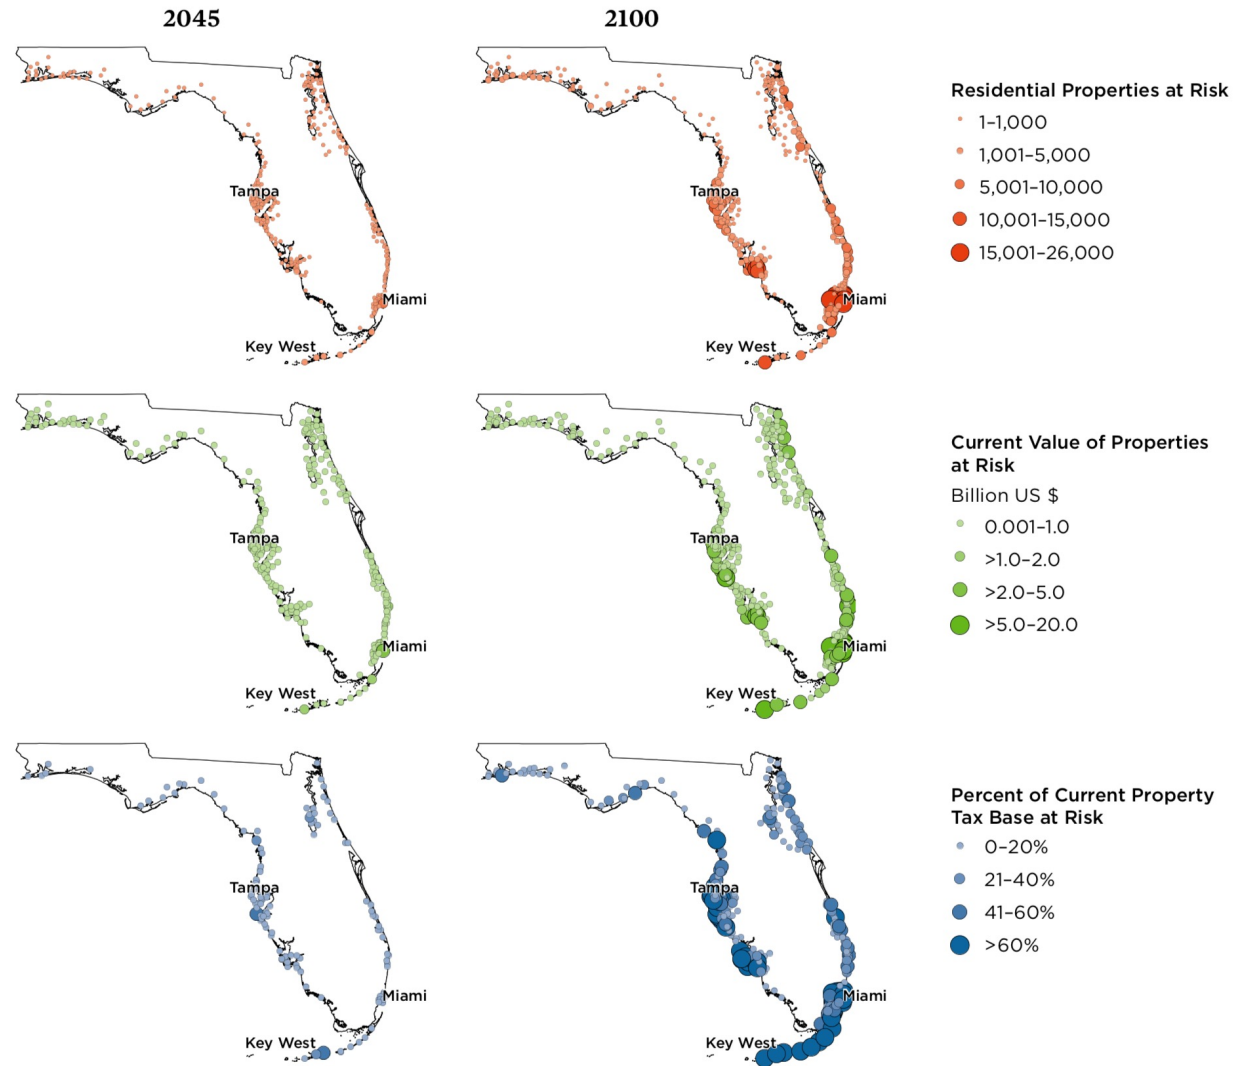 2045
2100
Tampa
Miami
Key West
Tampa
Miami
Key West
Residential Properties at Risk
1–1,000
1,001–5,000
5,001–10,000
10,001–15,000
15,001–26,000
Tampa
Miami
Key West
Tampa
Miami
Key West
Current Value of Properties
at Risk
Billion US $
0.001–1.0
>1.0–2.0
>2.0–5.0
>5.0–20.0
Tampa
Miami
Key West
Tampa
Miami
Key West
Percent of Current Property
Tax Base at Risk
0–20%
21–40%
41–60%
>60%